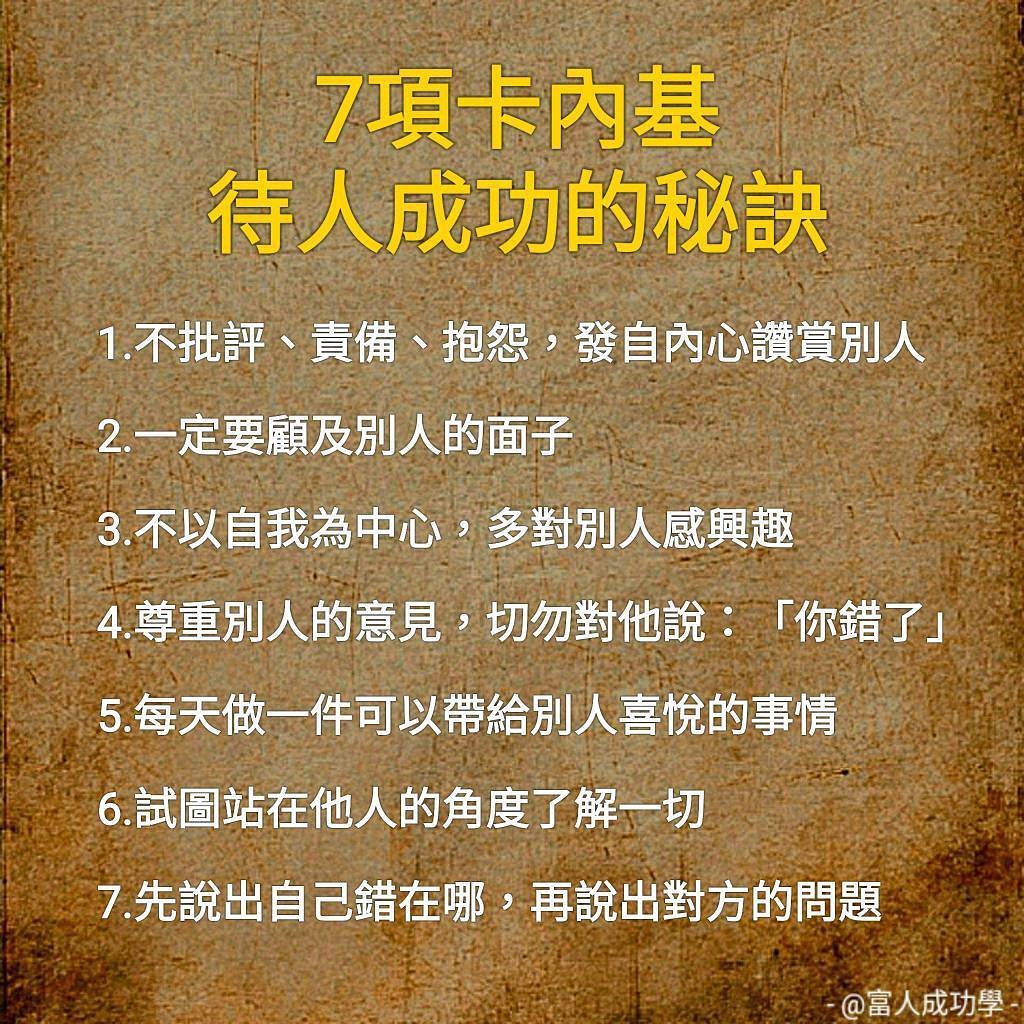 7項卡內基
待人成功的秘訣
1.不批評、責備、抱怨，發自內心讚賞別人
2.一定要顧及別人的面子
3.不以自我為中心，多對別人感興趣
4.尊重別人的意見，切勿對他說：「你錯了」
5.每天做一件可以帶給別人喜悅的事情
6.試圖站在他人的角度了解一切
7.先說出自己錯在哪，再說出對方的問題
- @富人成功學 -